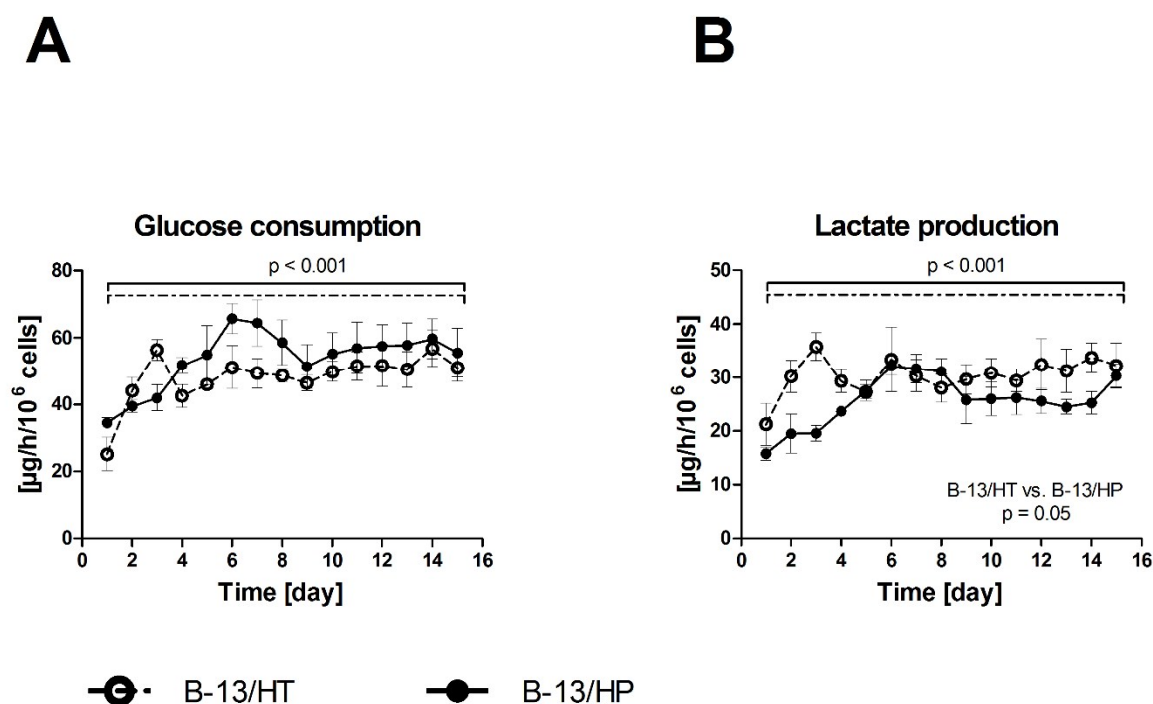 A
B
Glucose consumption
p < 0.001
80
60
40
20
0
[µg/h/10⁶ cells]
0 2 4 6 8 10 12 14 16
Time [day]
Lactate production
p < 0.001
50
40
30
20
10
0
[µg/h/10⁶ cells]
B-13/HT vs. B-13/HP
p = 0.05
0 2 4 6 8 10 12 14 16
Time [day]
B-13/HT
B-13/HP